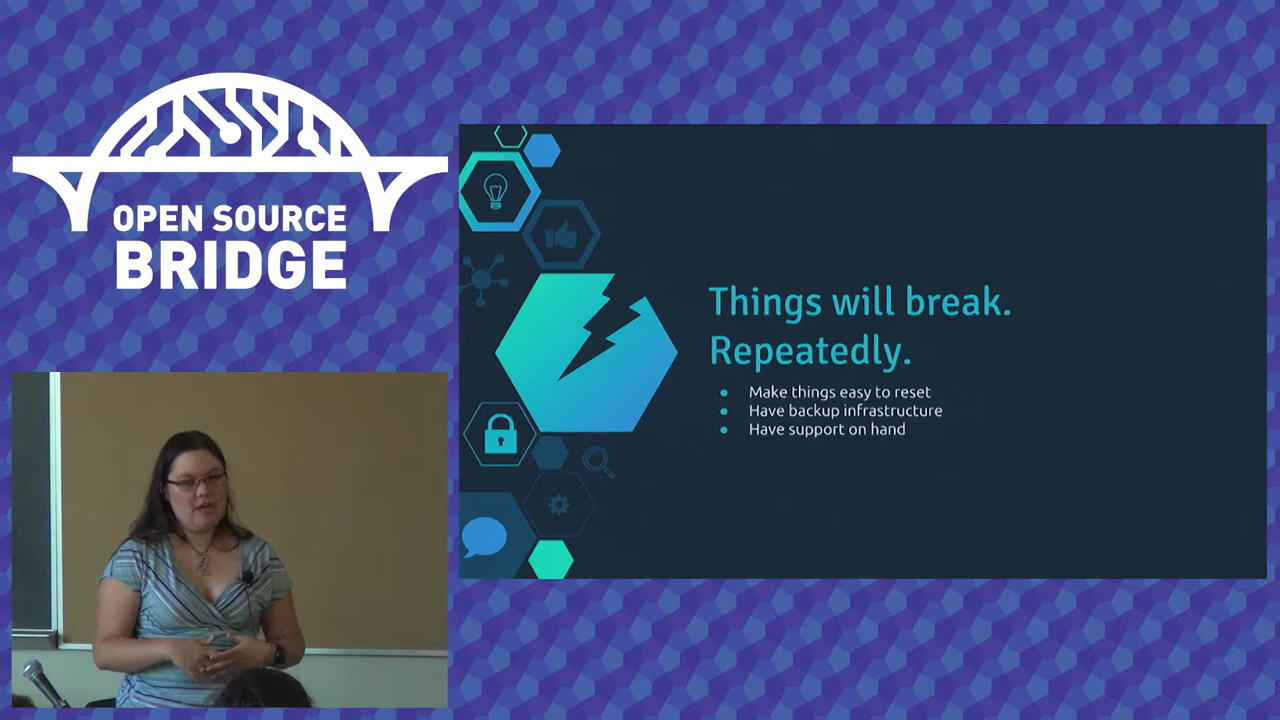 OPEN SOURCE
BRIDGE
Things will break.
Repeatedly.
Make things easy to reset
Have backup infrastructure
Have support on hand